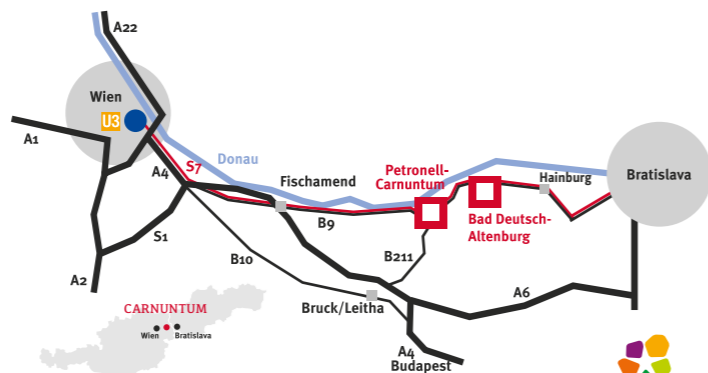 A22
Wien
U3
A1
A4
S7
Donau
Fischamend
Petronell-
Carnuntum
Hainburg
Bratislava
Bad Deutsch-
Altenburg
B9
S1
B10
B211
A2
A6
Bruck/Leitha
CARNUNTUM
Wien
Bratislava
A4
Budapest